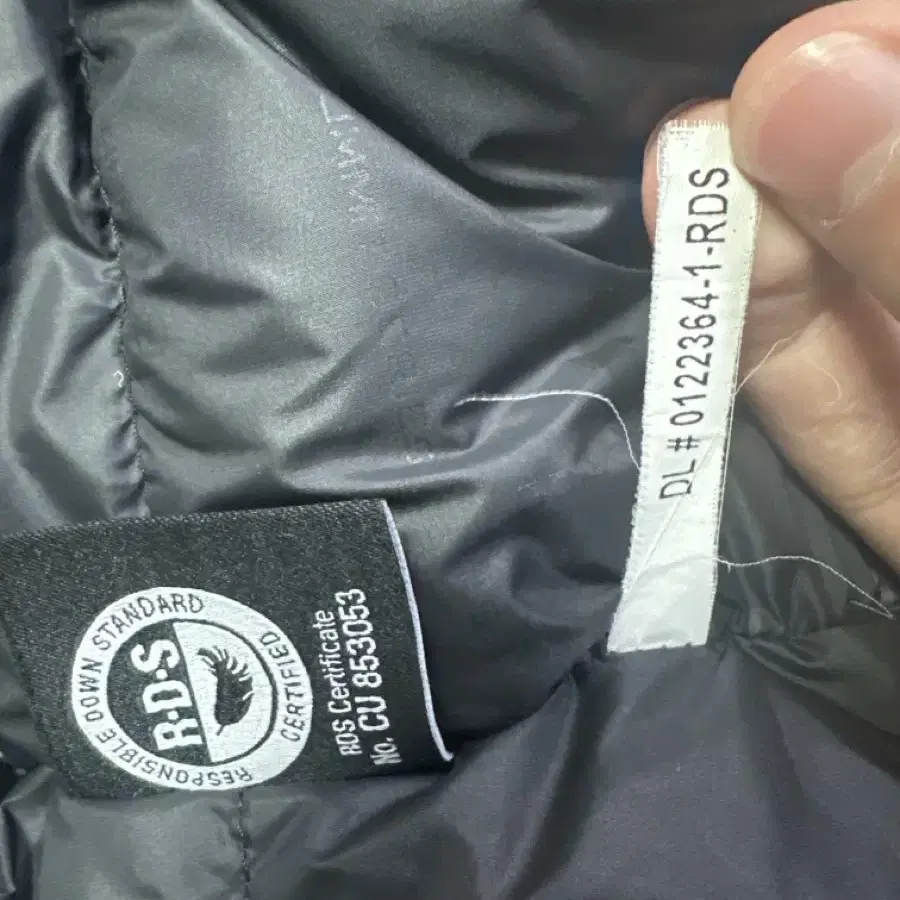 DL # 0122364-1-RDS
RESPONSIBLE DOWN STANDARD
R·D·S
CERTIFIED
RDS Certificate
No. CU 853053